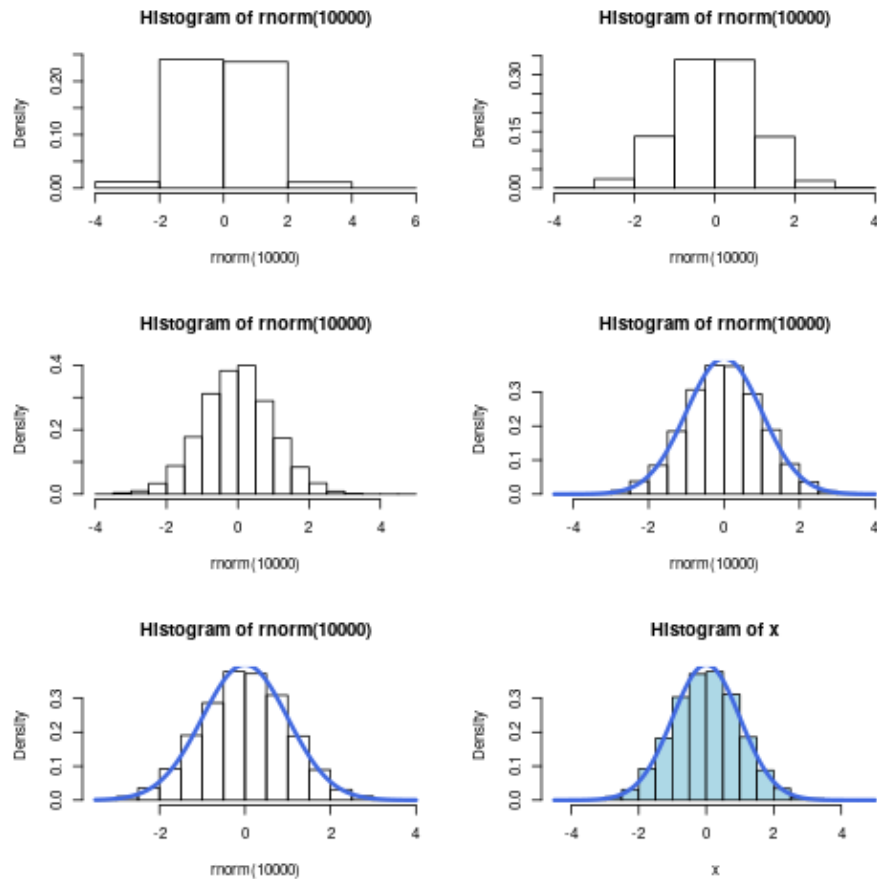 Histogram of rnorm(10000)
Density
0.00 0.10 0.20
-4 -2 0 2 4 6
rnorm(10000)
Histogram of rnorm(10000)
Density
0.00 0.15 0.30
-4 -2 0 2 4
rnorm(10000)
Histogram of rnorm(10000)
Density
0.0 0.2 0.4
-4 -2 0 2 4
rnorm(10000)
Histogram of rnorm(10000)
Density
0.0 0.1 0.2 0.3
-4 -2 0 2 4
rnorm(10000)
Histogram of rnorm(10000)
Density
0.0 0.1 0.2 0.3
-2 0 2 4
rnorm(10000)
Histogram of x
Density
0.0 0.1 0.2 0.3
-4 -2 0 2 4
x